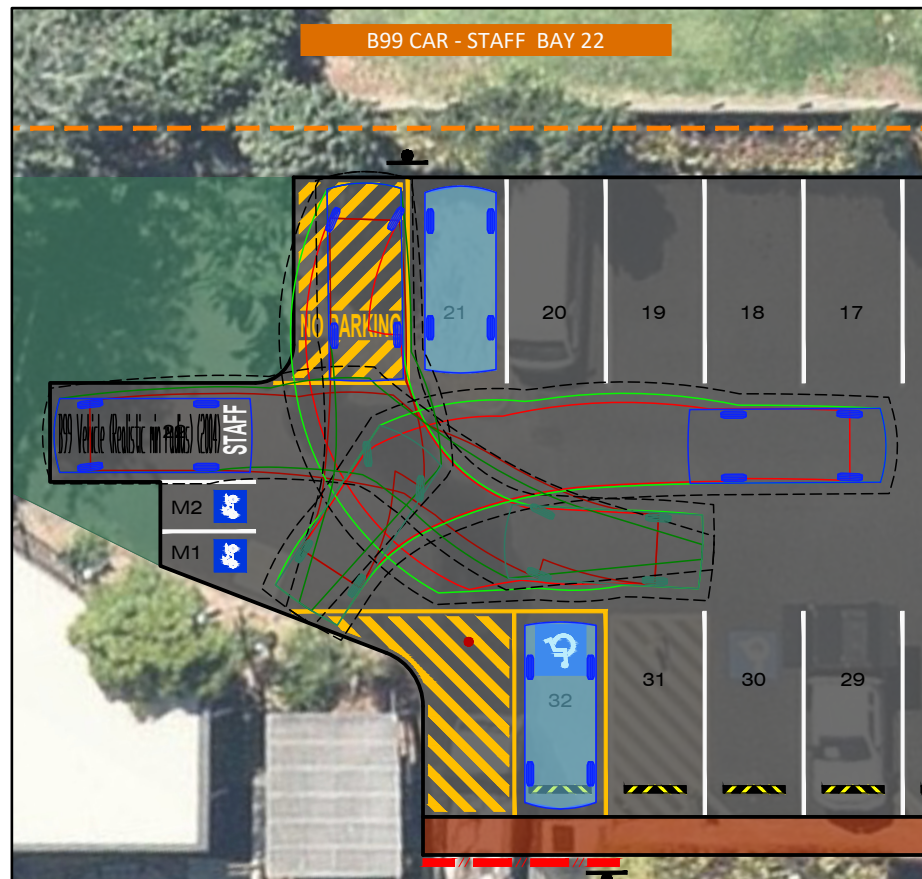 B99 CAR - STAFF BAY 22
21
20
19
18
17
NO PARKING
B99 Vehicle (Realistic min radius) (2004)
STAFF
M2
M1
32
31
30
29